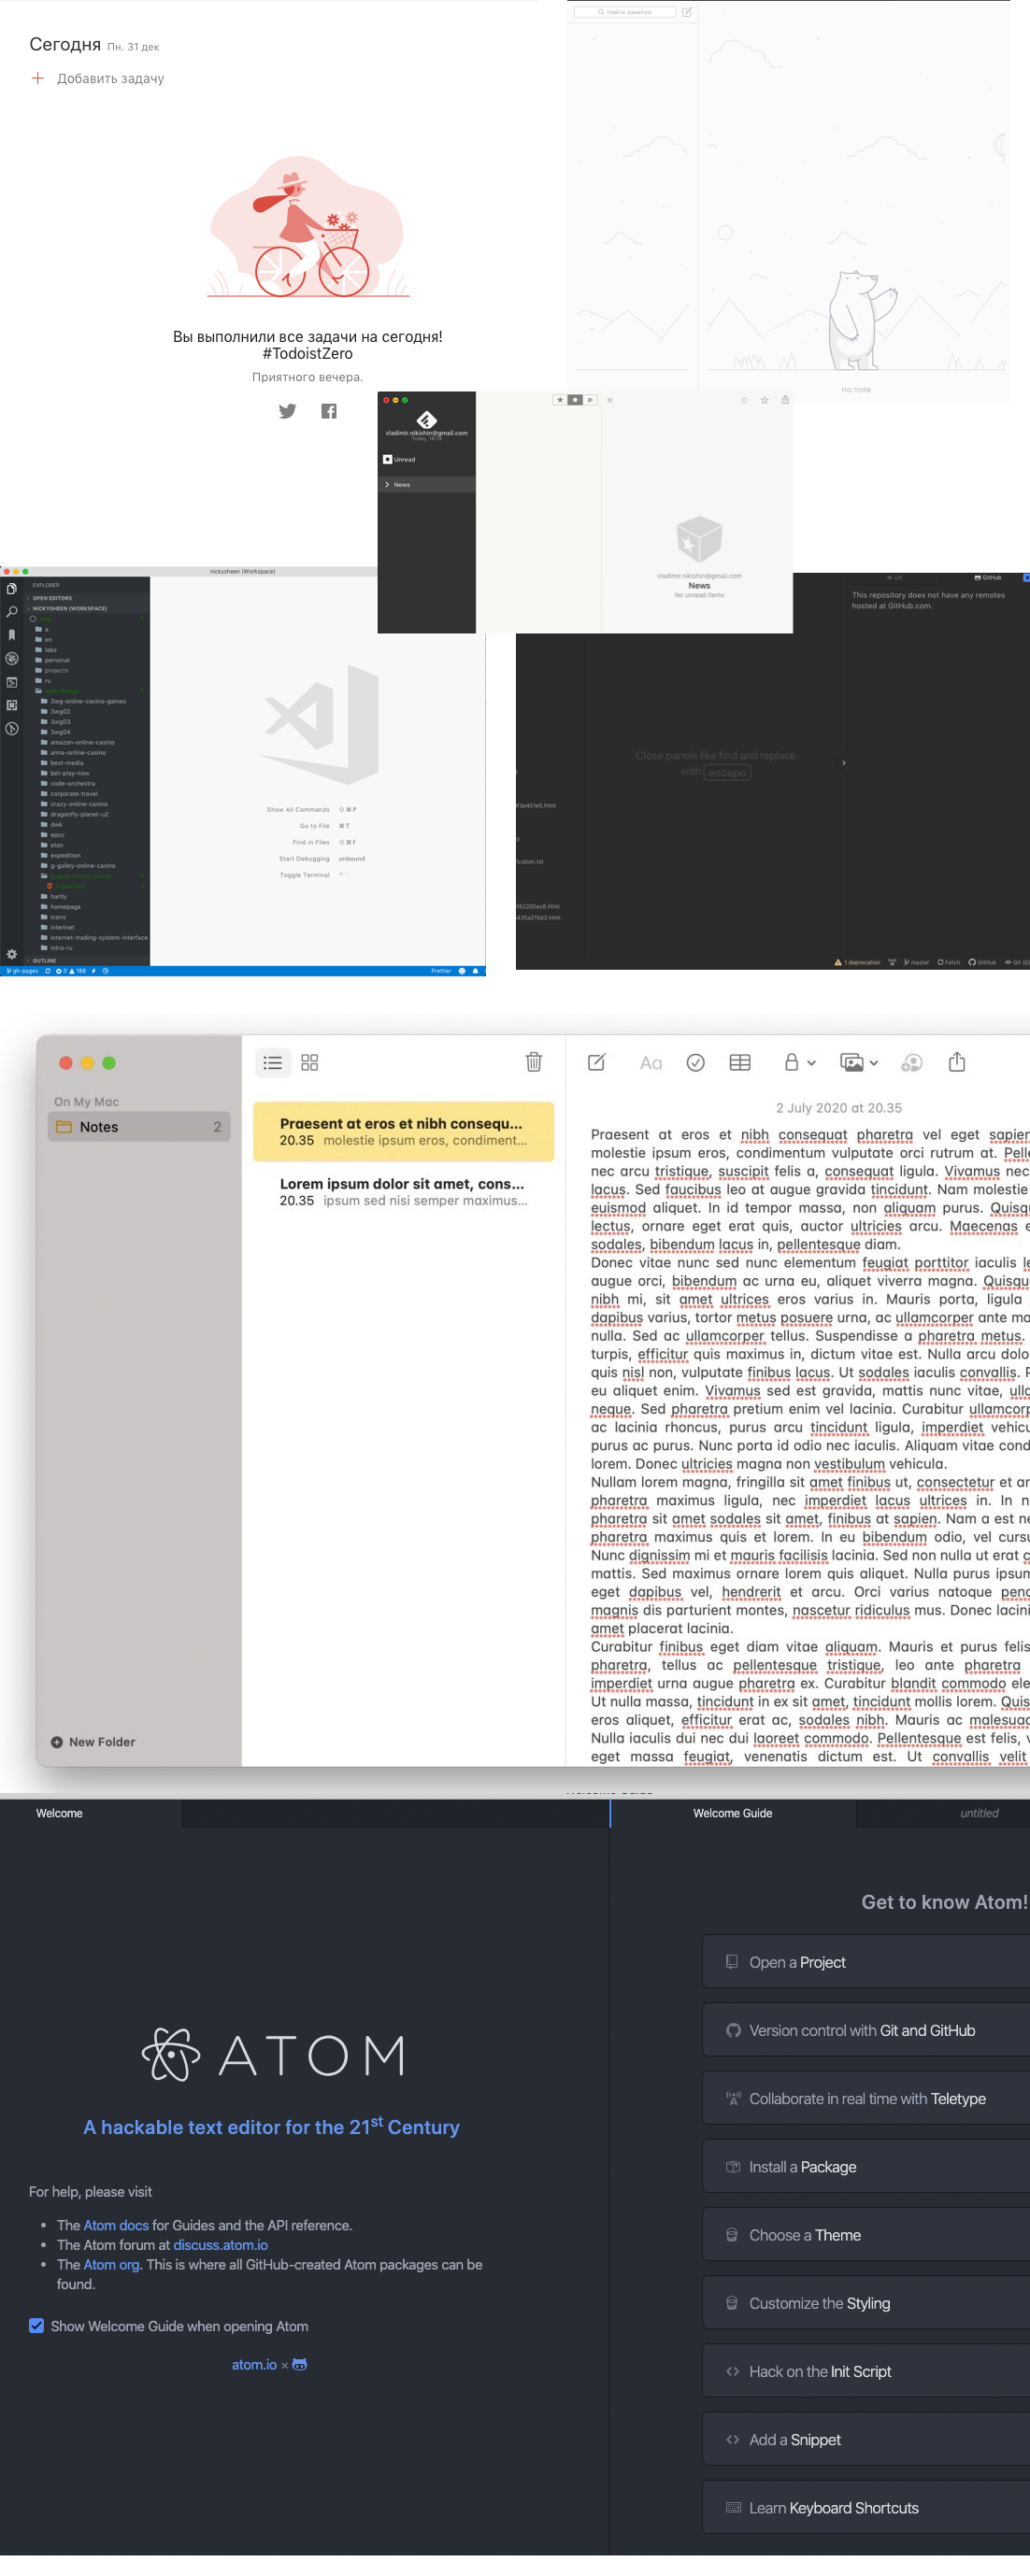 Сегодня Пн. 31 дек
Добавить задачу
Вы выполнили все задачи на сегодня!
#TodoistZero
Приятного вечера.
Найти заметки
no note
vladimir.nikishin@gmail.com
Today, 19:19
Unread
News
vladimir.nikishin@gmail.com
News
No unread items
nickysheen (Workspace)
EXPLORER
OPEN EDITORS
NICKYSHEEN (WORKSPACE)
a
en
labs
personal
projects
ru
3wg-online-casino-games
3wg02
3wg03
3wg04
amazon-online-casino
anna-online-casino
best-media
bet-play-now
code-orchestra
corporate-travel
crazy-online-casino
dragonfly-planet-u2
dwk
epcc
eton
expedition
g-galley-online-casino
hartly
homepage
icons
interinet
internet-trading-system-interface
intro-ru
OUTLINE
gh-pages 0 188
Prettier
Show All Commands ⇧⌘P
Go to File ⌘T
Find in Files ⇧⌘F
Start Debugging unbound
Toggle Terminal ⌃`
Git
GitHub
This repository does not have any remotes
hosted at GitHub.com.
Close panels like find and replace
with escape
f3e401e5.html
d
fication.txt
f82200ac8.html
435a215d3.html
1 deprecation master Fetch GitHub Git (0)
On My Mac
Notes 2
New Folder
Praesent at eros et nibh consequ...
20.35 molestie ipsum eros, condiment...
Lorem ipsum dolor sit amet, cons...
20.35 ipsum sed nisi semper maximus...
Aa
2 July 2020 at 20.35
Praesent at eros et nibh consequat pharetra vel eget sapien
molestie ipsum eros, condimentum vulputate orci rutrum at. Pelle
nec arcu tristique, suscipit felis a, consequat ligula. Vivamus nec
lacus. Sed faucibus leo at augue gravida tincidunt. Nam molestie
euismod aliquet. In id tempor massa, non aliquam purus. Quisqu
lectus, ornare eget erat quis, auctor ultricies arcu. Maecenas e
sodales, bibendum lacus in, pellentesque diam.
Donec vitae nunc sed nunc elementum feugiat porttitor iaculis le
augue orci, bibendum ac urna eu, aliquet viverra magna. Quisque
nibh mi, sit amet ultrices eros varius in. Mauris porta, ligula
dapibus varius, tortor metus posuere urna, ac ullamcorper ante ma
nulla. Sed ac ullamcorper tellus. Suspendisse a pharetra metus.
turpis, efficitur quis maximus in, dictum vitae est. Nulla arcu dolo
quis nisl non, vulputate finibus lacus. Ut sodales iaculis convallis. P
eu aliquet enim. Vivamus sed est gravida, mattis nunc vitae, ulla
neque. Sed pharetra pretium enim vel lacinia. Curabitur ullamcorp
ac lacinia rhoncus, purus arcu tincidunt ligula, imperdiet vehicu
purus ac purus. Nunc porta id odio nec iaculis. Aliquam vitae cond
lorem. Donec ultricies magna non vestibulum vehicula.
Nullam lorem magna, fringilla sit amet finibus ut, consectetur et ar
pharetra maximus ligula, nec imperdiet lacus ultrices in. In n
pharetra sit amet sodales sit amet, finibus at sapien. Nam a est ne
pharetra maximus quis et lorem. In eu bibendum odio, vel cursu
Nunc dignissim mi et mauris facilisis lacinia. Sed non nulla ut erat c
mattis. Sed maximus ornare lorem quis aliquet. Nulla purus ipsum
eget dapibus vel, hendrerit et arcu. Orci varius natoque pend
magnis dis parturient montes, nascetur ridiculus mus. Donec lacini
amet placerat lacinia.
Curabitur finibus eget diam vitae aliquam. Mauris et purus felis
pharetra, tellus ac pellentesque tristique, leo ante pharetra
imperdiet urna augue pharetra ex. Curabitur blandit commodo ele
Ut nulla massa, tincidunt in ex sit amet, tincidunt mollis lorem. Quis
eros aliquet, efficitur erat ac, sodales nibh. Mauris ac malesuad
Nulla iaculis dui nec dui laoreet commodo. Pellentesque est felis, v
eget massa feugiat, venenatis dictum est. Ut convallis velit
Welcome
Welcome Guide
untitled
ATOM
A hackable text editor for the 21st Century
For help, please visit
• The Atom docs for Guides and the API reference.
• The Atom forum at discuss.atom.io
• The Atom org. This is where all GitHub-created Atom packages can be
found.
Show Welcome Guide when opening Atom
atom.io ×
Get to know Atom!
Open a Project
Version control with Git and GitHub
Collaborate in real time with Teletype
Install a Package
Choose a Theme
Customize the Styling
Hack on the Init Script
Add a Snippet
Learn Keyboard Shortcuts